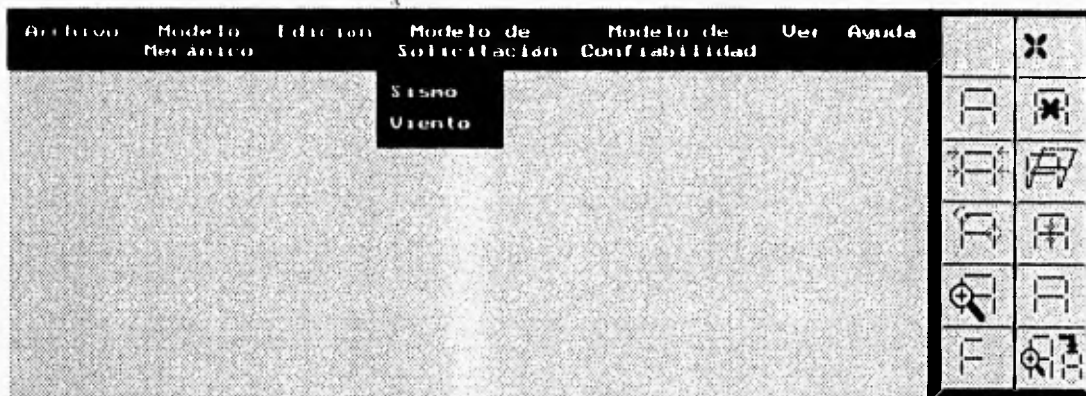 Archivo Modelo Edicion Modelo de Modelo de Ver Ayuda
Mecánico Solicitación Confiabilidad
Sismo
Viento